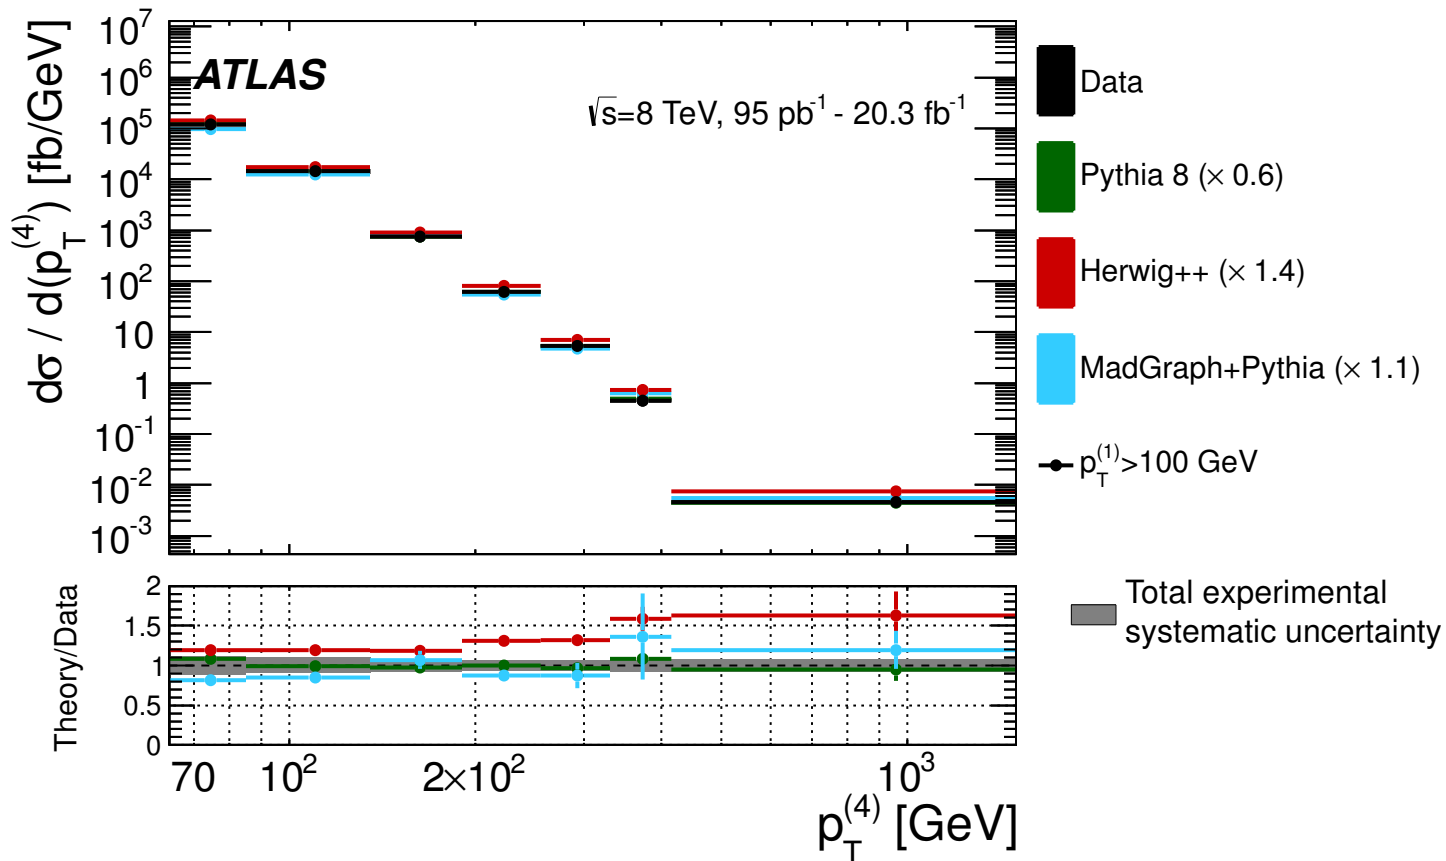 ATLAS
√s=8 TeV, 95 pb⁻¹ - 20.3 fb⁻¹
dσ / d(p_T^(4)) [fb/GeV]
10⁷
10⁶
10⁵
10⁴
10³
10²
10
1
10⁻¹
10⁻²
10⁻³
Data
Pythia 8 (× 0.6)
Herwig++ (× 1.4)
MadGraph+Pythia (× 1.1)
p_T^(1)>100 GeV
Theory/Data
2
1.5
1
0.5
0
Total experimental
systematic uncertainty
70 10² 2×10² 10³
p_T^(4) [GeV]